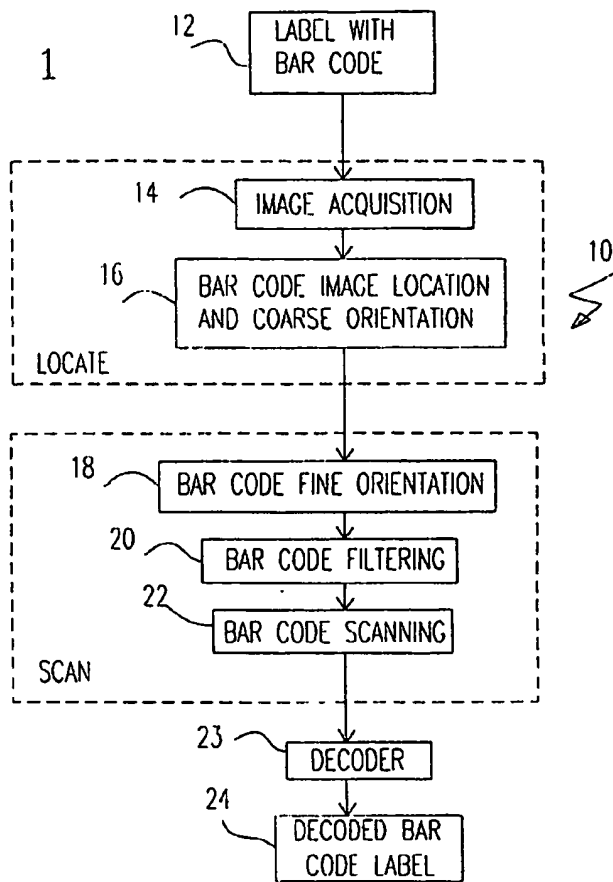 12
LABEL WITH
BAR CODE
1
14
IMAGE ACQUISITION
10
16
BAR CODE IMAGE LOCATION
AND COARSE ORIENTATION
LOCATE
18
BAR CODE FINE ORIENTATION
20
BAR CODE FILTERING
22
BAR CODE SCANNING
SCAN
23
DECODER
24
DECODED BAR
CODE LABEL